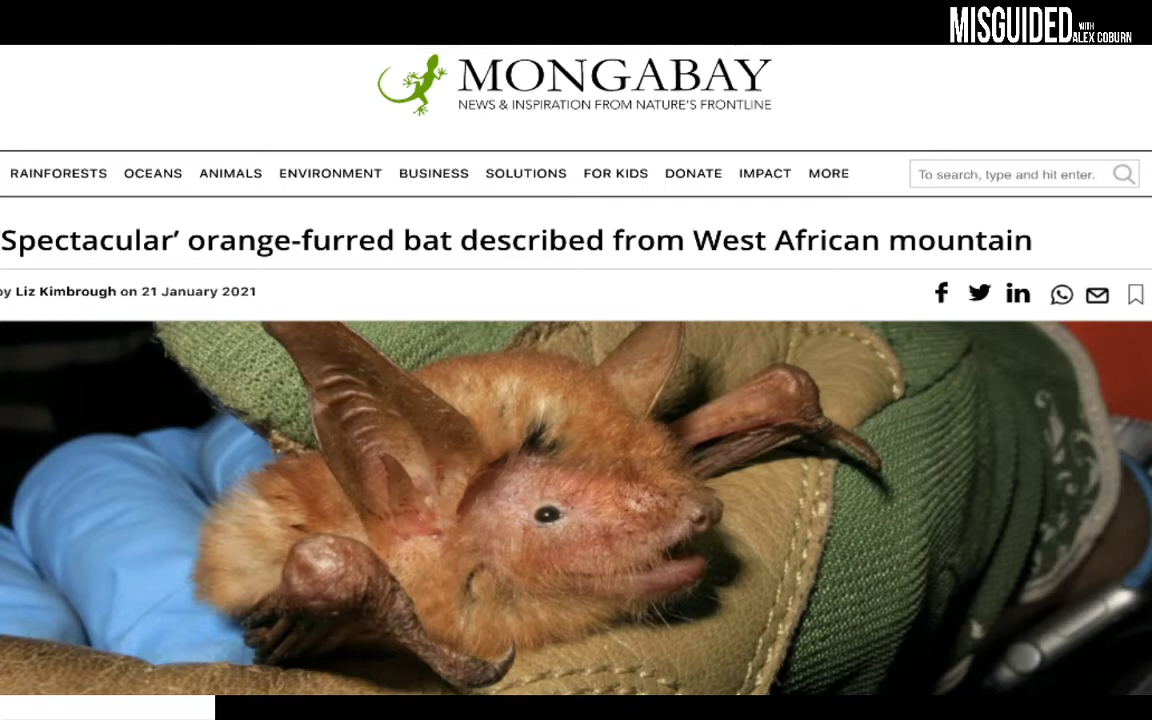 MISGUIDED WITH ALEX COBURN
MONGABAY
NEWS & INSPIRATION FROM NATURE'S FRONTLINE
RAINFORESTS OCEANS ANIMALS ENVIRONMENT BUSINESS SOLUTIONS FOR KIDS DONATE IMPACT MORE
To search, type and hit enter.
'Spectacular’ orange-furred bat described from West African mountain
by Liz Kimbrough on 21 January 2021